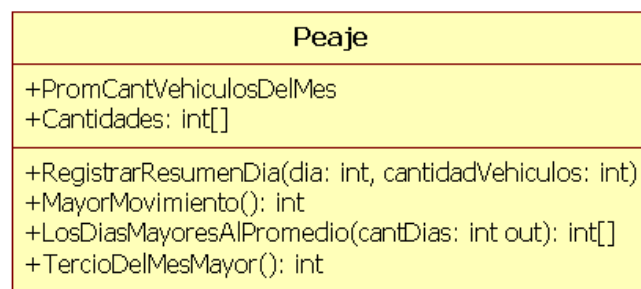 Peaje
+PromCantVehiculosDelMes
+Cantidades: int[]
+RegistrarResumenDia(dia: int, cantidadVehiculos: int)
+MayorMovimiento(): int
+LosDiasMayoresAlPromedio(cantDias: int out): int[]
+TercioDelMesMayor(): int